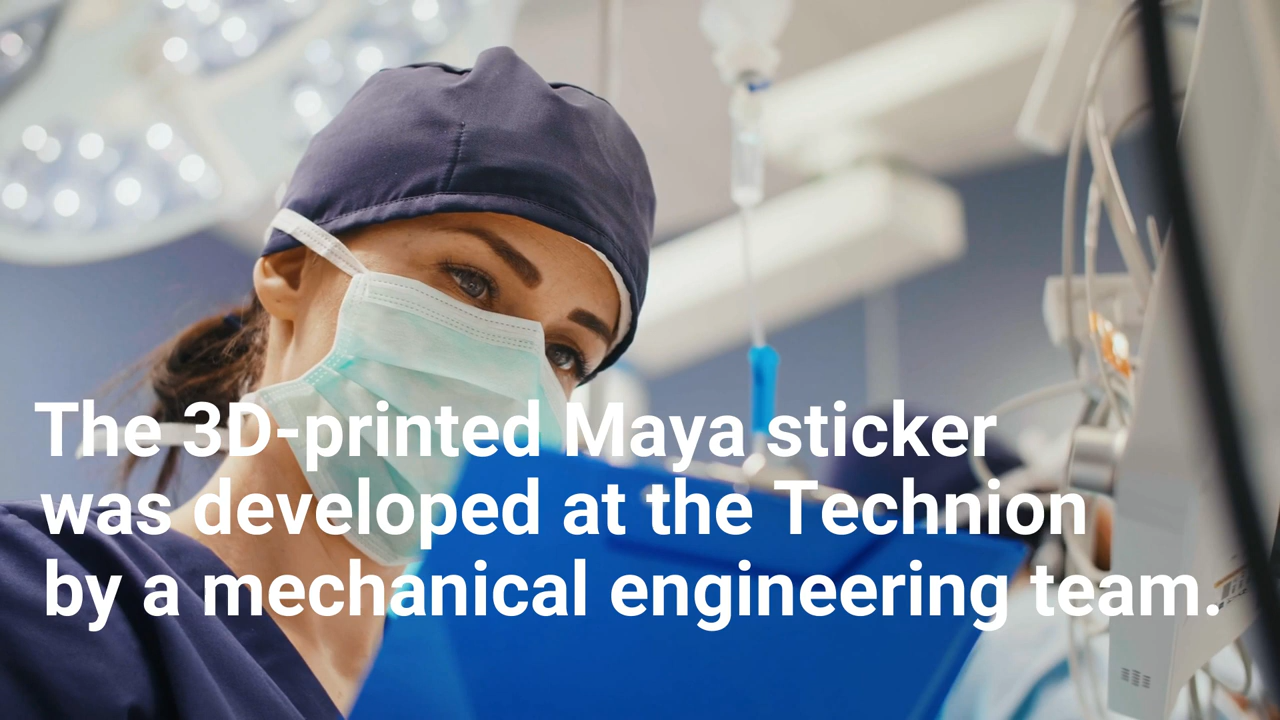 The 3D-printed Maya sticker
was developed at the Technion
by a mechanical engineering team.